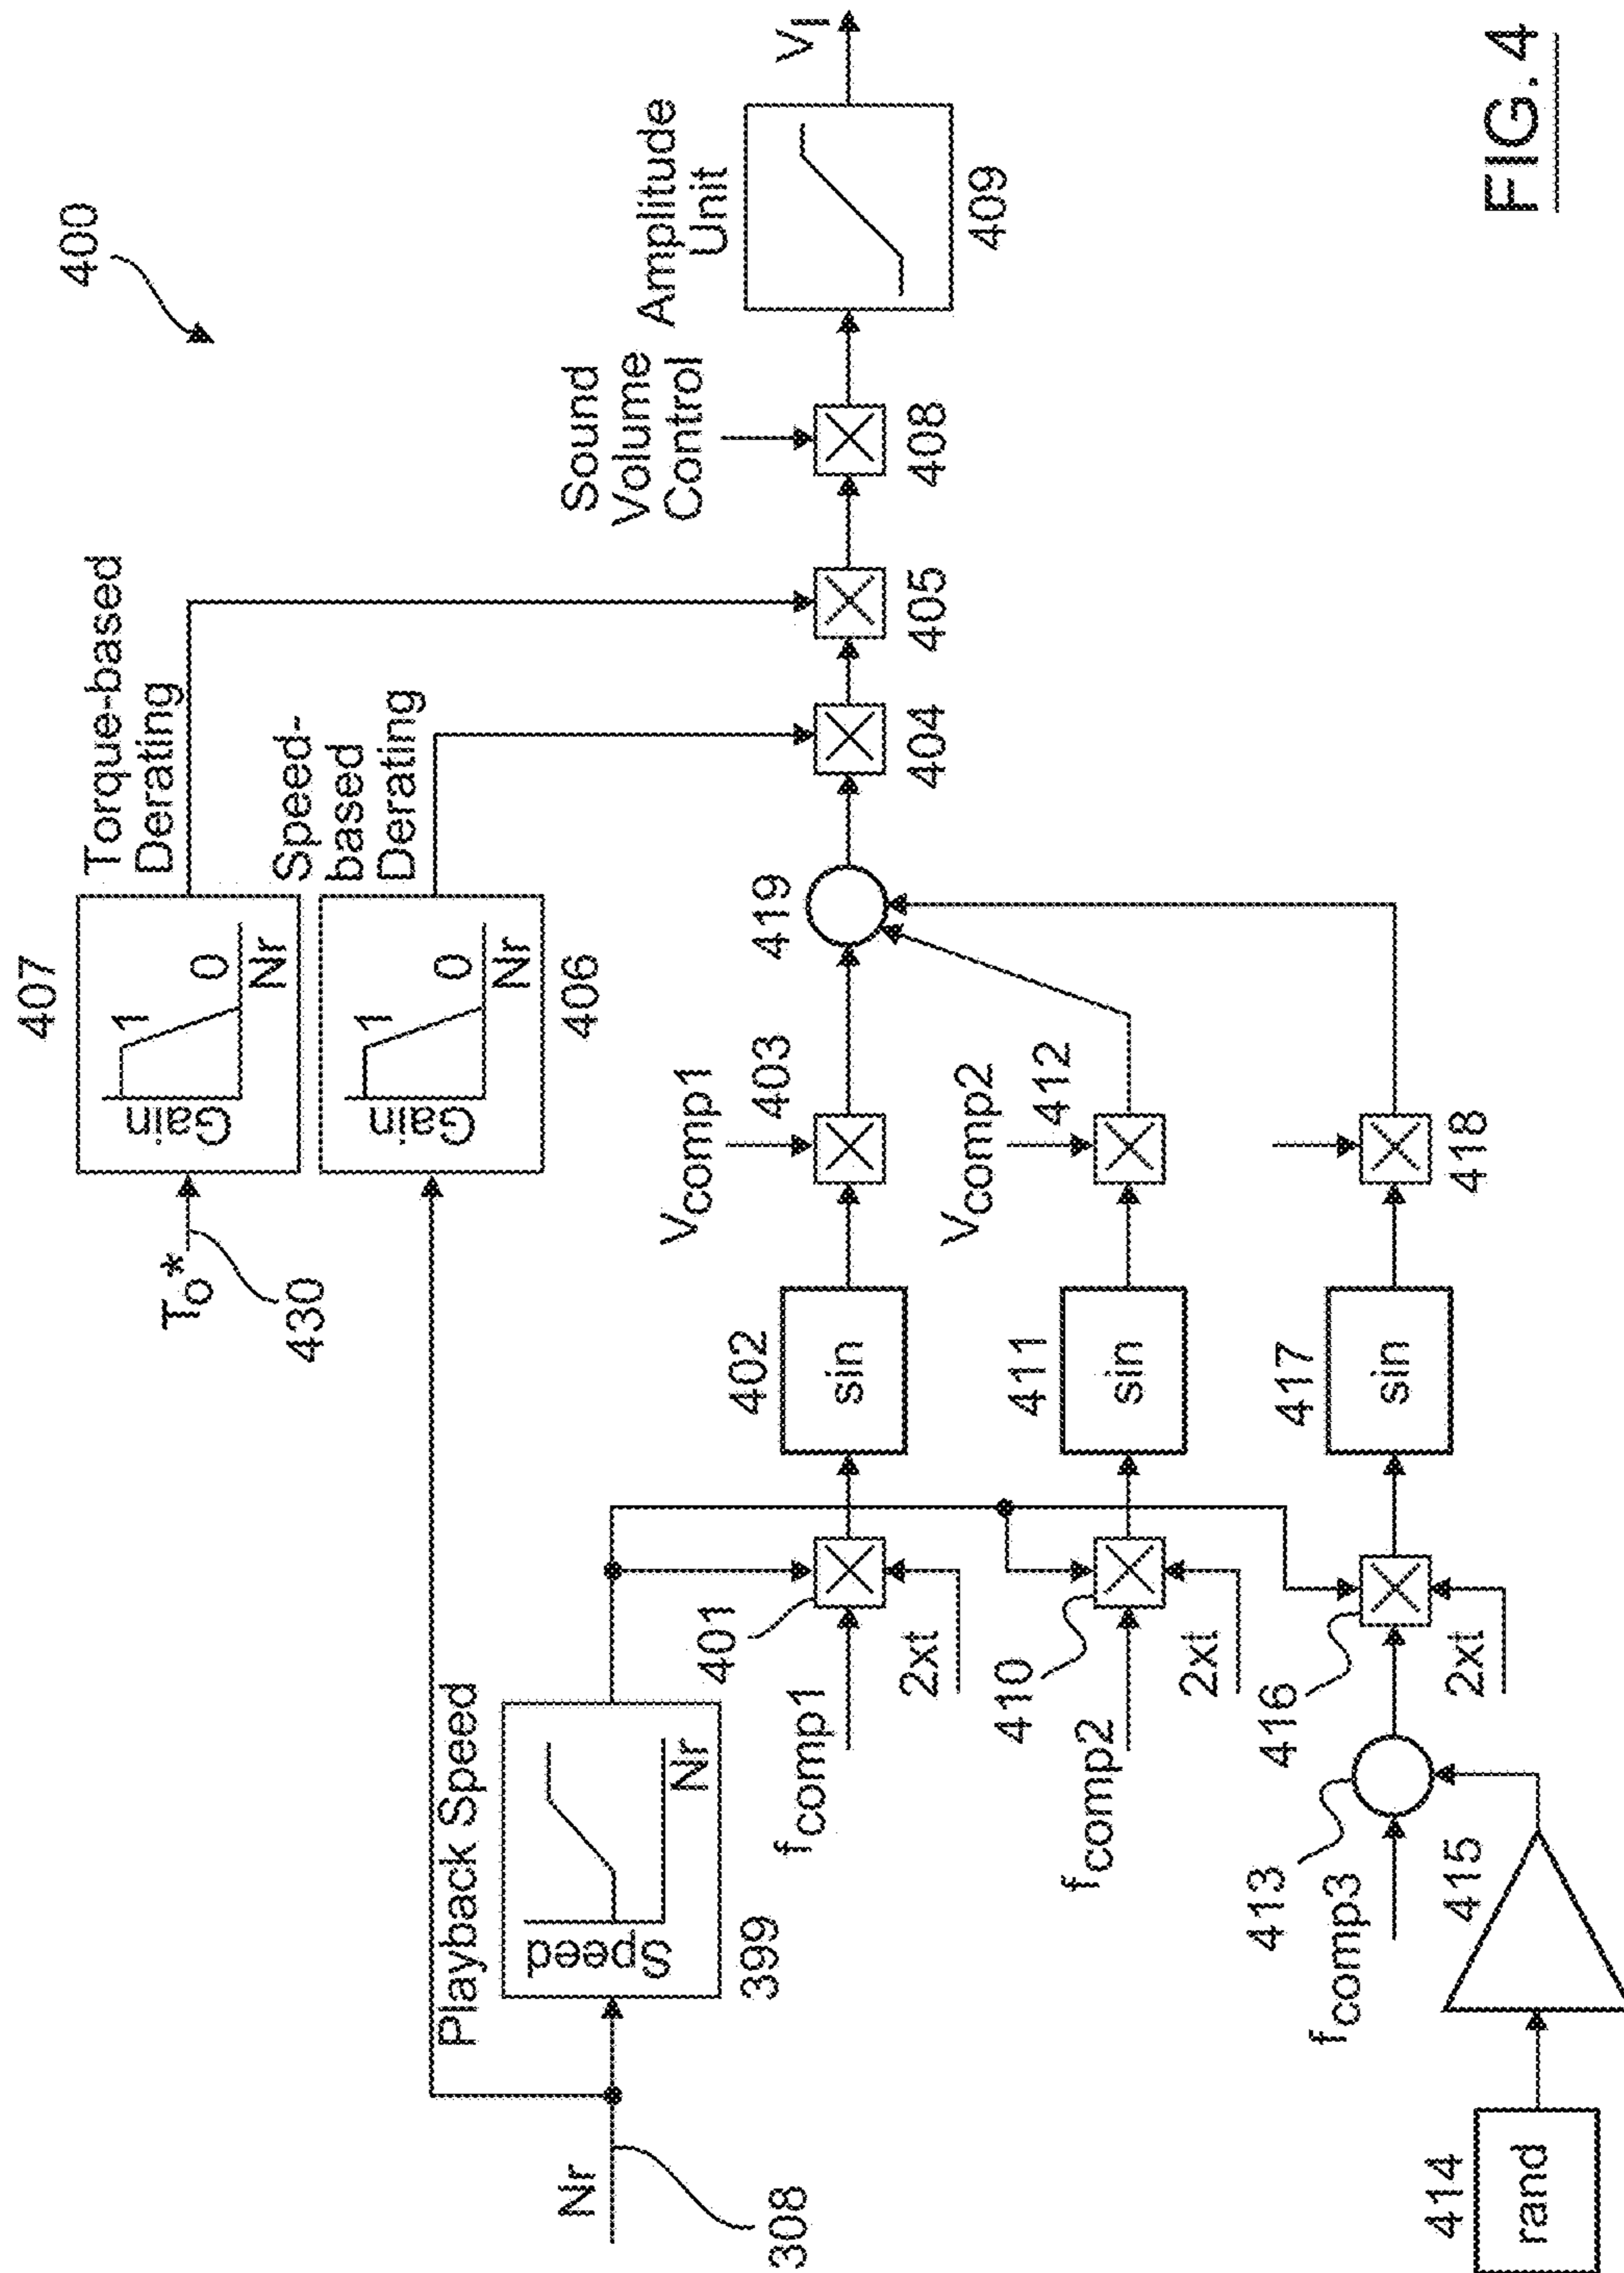 400
407
Gain
1
0
Nr
Torque-based
Derating
To*
430
Gain
1
0
Nr
406
Speed-
based
Derating
Playback Speed
Nr
308
Speed
Nr
399
Sound
Volume
Control
Amplitude
Unit
VI
409
408
405
404
419
fcomp1
401
2xt
402
sin
Vcomp1
403
fcomp2
410
2xt
411
sin
Vcomp2
412
fcomp3
413
416
2xt
417
sin
418
414
rand
415
FIG. 4